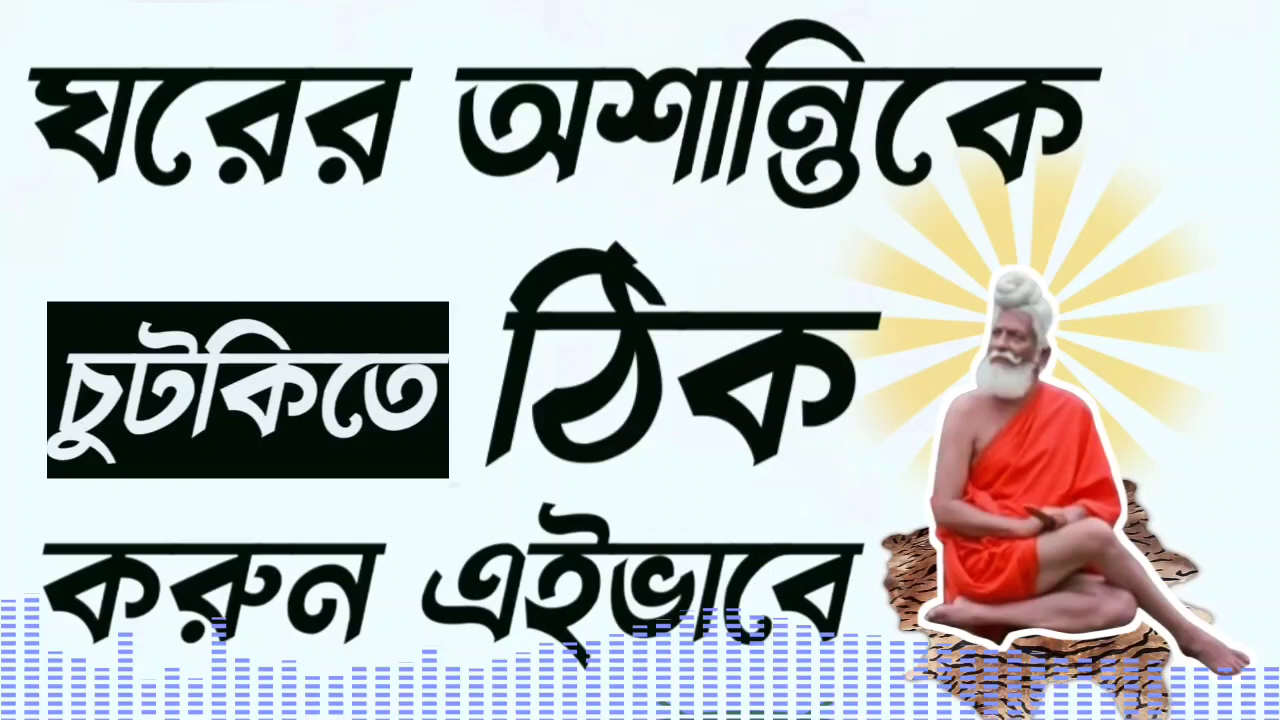 ঘরের অশান্তিকে
চুটকিতে ঠিক
করুন এইভাবে